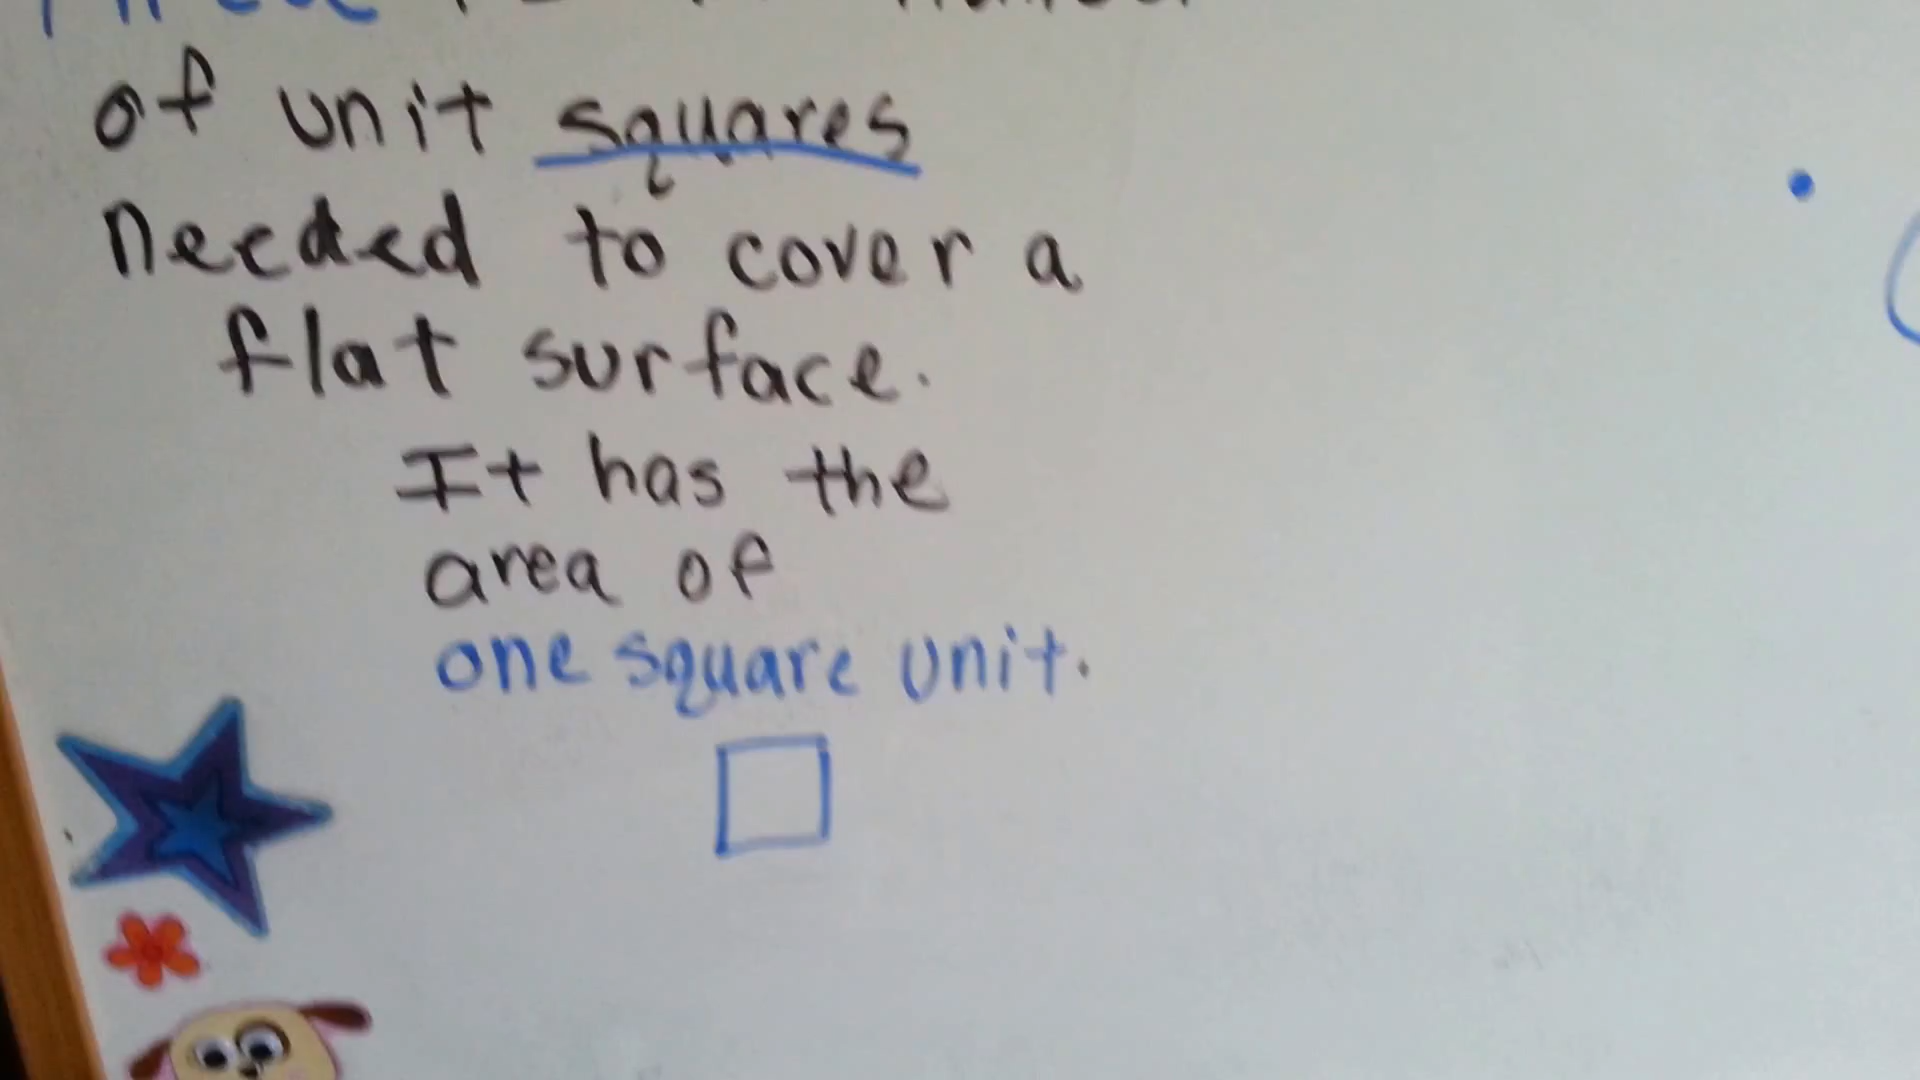 of unit squares
needed to cover a
flat surface.
It has the
area of
one square unit.